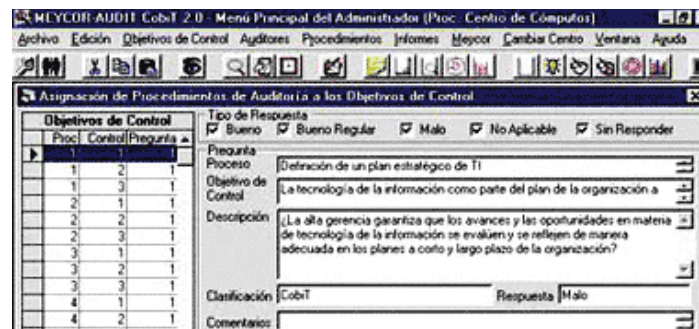 MEYCOR-AUDIT CobiT 2.0 - Menú Principal del Administrador (Proc. Centro de Cómputos)
Archivo Edición Objetivos de Control Auditores Procedimientos Informes Meycor Cambiar Centro Ventana Ayuda
Asignación de Procedimientos de Auditoría a los Objetivos de Control
Objetivos de Control
Proc Control Pregunta
1 1 1
1 2 1
1 3 1
2 1 1
2 2 1
2 3 1
3 1 1
3 2 1
3 3 1
4 1 1
4 2 1
Tipo de Respuesta
Bueno Bueno Regular Malo No Aplicable Sin Responder
Pregunta
Proceso Definición de un plan estratégico de TI
Objetivo de Control La tecnología de la información como parte del plan de la organización a
Descripción ¿La alta gerencia garantiza que los avances y las oportunidades en materia
de tecnología de la información se evalúen y se reflejen de manera
adecuada en los planes a corto y largo plazo de la organización?
Clasificación CobiT Respuesta Malo
Comentarios